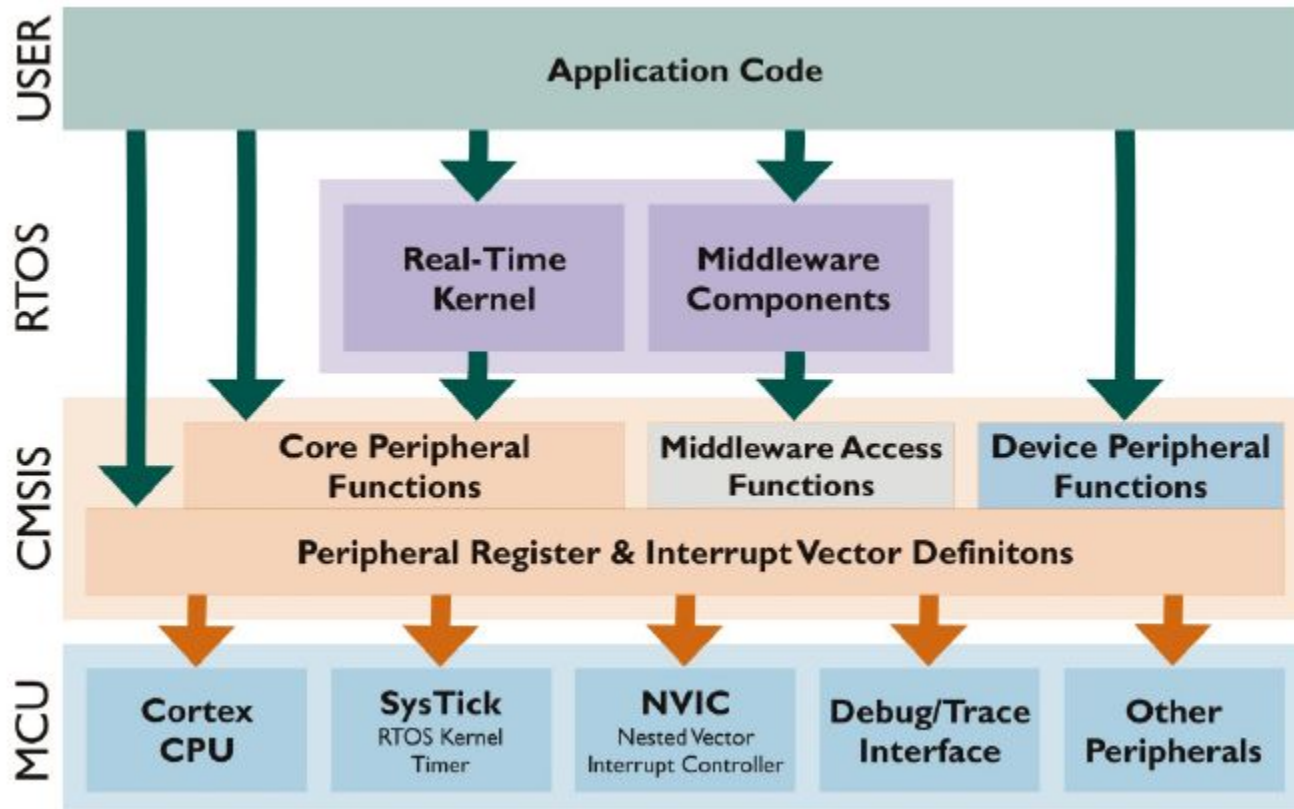 USER
Application Code
RTOS
Real-Time
Kernel
Middleware
Components
CMSIS
Core Peripheral
Functions
Middleware Access
Functions
Device Peripheral
Functions
Peripheral Register & Interrupt Vector Definitons
MCU
Cortex
CPU
SysTick
RTOS Kernel
Timer
NVIC
Nested Vector
Interrupt Controller
Debug/Trace
Interface
Other
Peripherals